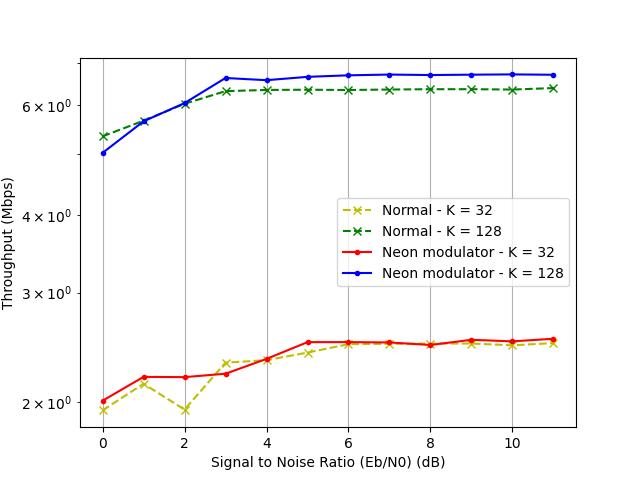 Throughput (Mbps)
6 × 10⁰
4 × 10⁰
3 × 10⁰
2 × 10⁰
Normal - K = 32
Normal - K = 128
Neon modulator - K = 32
Neon modulator - K = 128
0 2 4 6 8 10
Signal to Noise Ratio (Eb/N0) (dB)